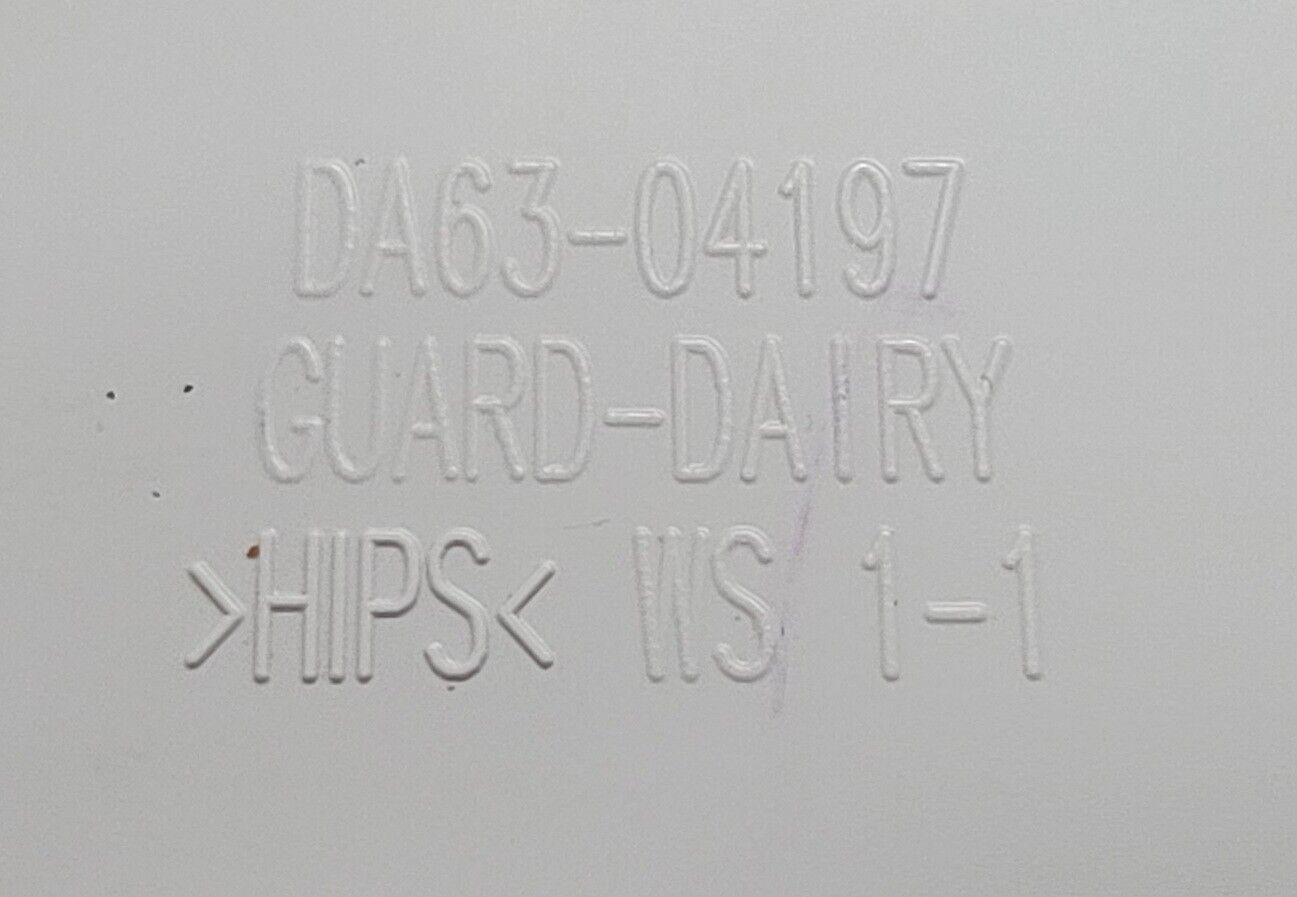 DA63-04197
GUARD-DAIRY
>HIPS< WS 1-1